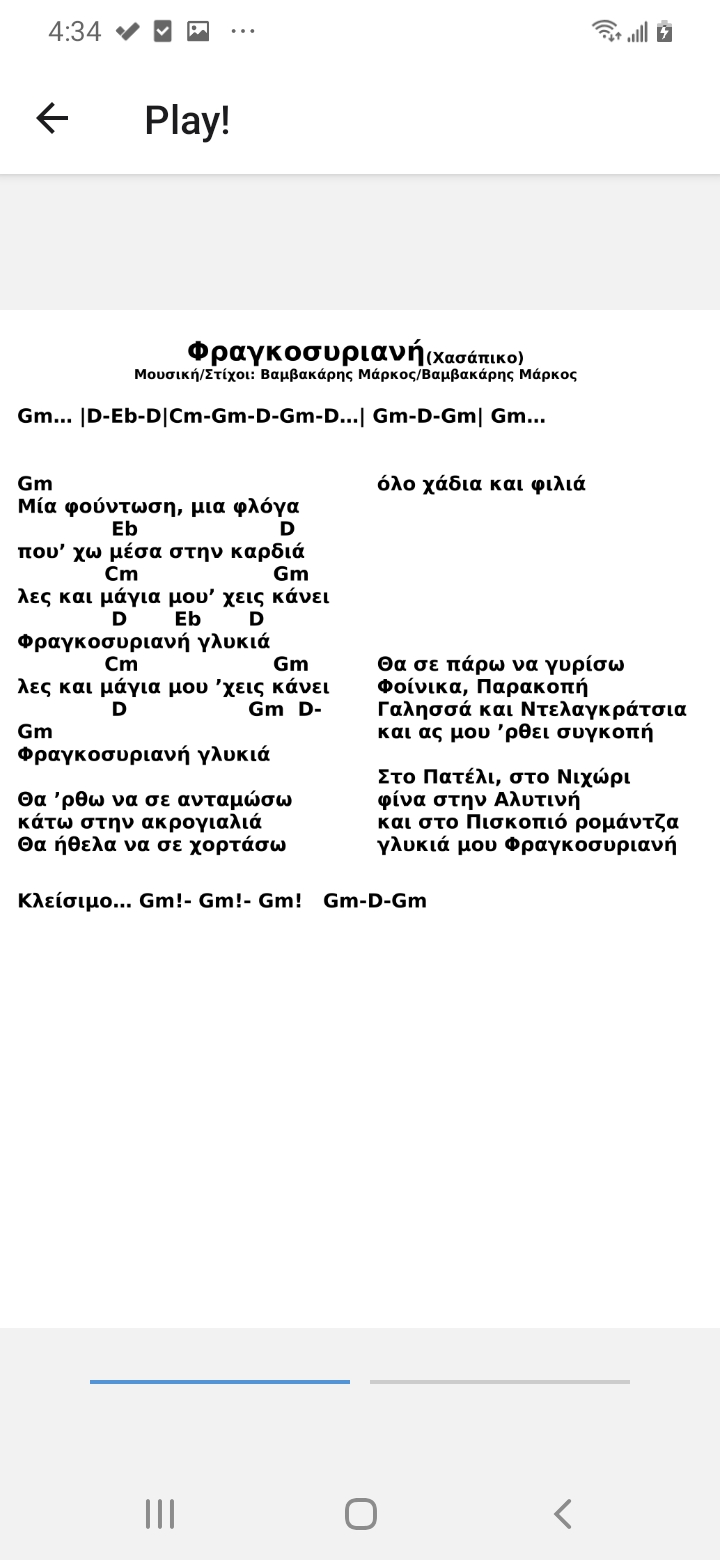 4:34
Play!
Φραγκοσυριανή(Χασάπικο)
Μουσική/Στίχοι: Βαμβακάρης Μάρκος/Βαμβακάρης Μάρκος
Gm... |D-Eb-D|Cm-Gm-D-Gm-D...| Gm-D-Gm| Gm...
Gm
Μία φούντωση, μια φλόγα
Eb D
που’ χω μέσα στην καρδιά
Cm Gm
λες και μάγια μου’ χεις κάνει
D Eb D
Φραγκοσυριανή γλυκιά
Cm Gm
λες και μάγια μου ’χεις κάνει
D Gm D-
Gm
Φραγκοσυριανή γλυκιά
Θα ’ρθω να σε ανταμώσω
κάτω στην ακρογιαλιά
Θα ήθελα να σε χορτάσω
όλο χάδια και φιλιά
Θα σε πάρω να γυρίσω
Φοίνικα, Παρακοπή
Γαλησσά και Ντελαγκράτσια
και ας μου ’ρθει συγκοπή
Στο Πατέλι, στο Νιχώρι
φίνα στην Αλυτινή
και στο Πισκοπιό ρομάντζα
γλυκιά μου Φραγκοσυριανή
Κλείσιμο... Gm!- Gm!- Gm! Gm-D-Gm